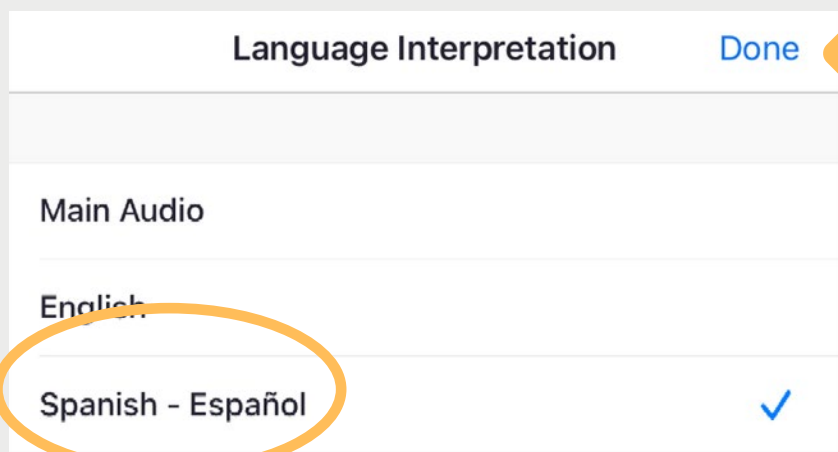 Language Interpretation Done
Main Audio
English
Spanish - Español